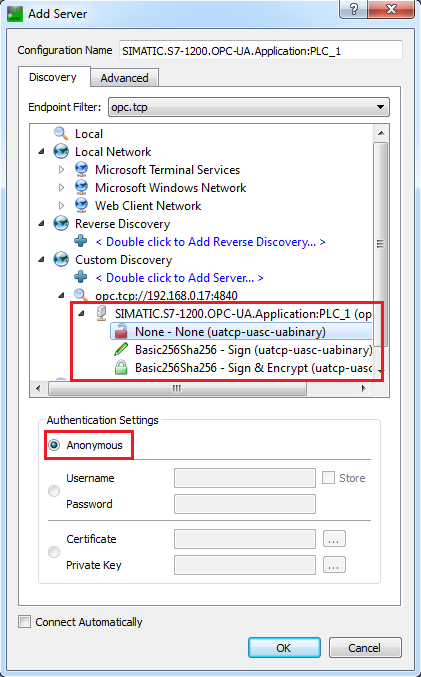 Add Server
?
Configuration Name SIMATIC.S7-1200.OPC-UA.Application:PLC_1
Discovery Advanced
Endpoint Filter: opc.tcp
Local
Local Network
Microsoft Terminal Services
Microsoft Windows Network
Web Client Network
Reverse Discovery
< Double click to Add Reverse Discovery... >
Custom Discovery
< Double click to Add Server... >
opc.tcp://192.168.0.17:4840
SIMATIC.S7-1200.OPC-UA.Application:PLC_1 (op
None - None (uatcp-uasc-uabinary)
Basic256Sha256 - Sign (uatcp-uasc-uabinary)
Basic256Sha256 - Sign & Encrypt (uatcp-uasc
Authentication Settings
Anonymous
Username Store
Password
Certificate ...
Private Key ...
Connect Automatically
OK Cancel